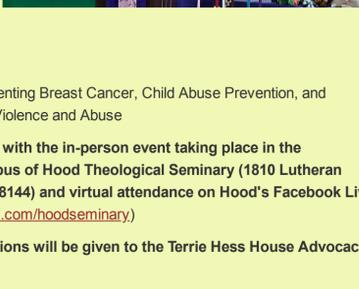 enting Breast Cancer, Child Abuse Prevention, and
Violence and Abuse
with the in-person event taking place in the
pus of Hood Theological Seminary (1810 Lutheran
8144) and virtual attendance on Hood's Facebook Li
.com/hoodseminary)
ions will be given to the Terrie Hess House Advocac